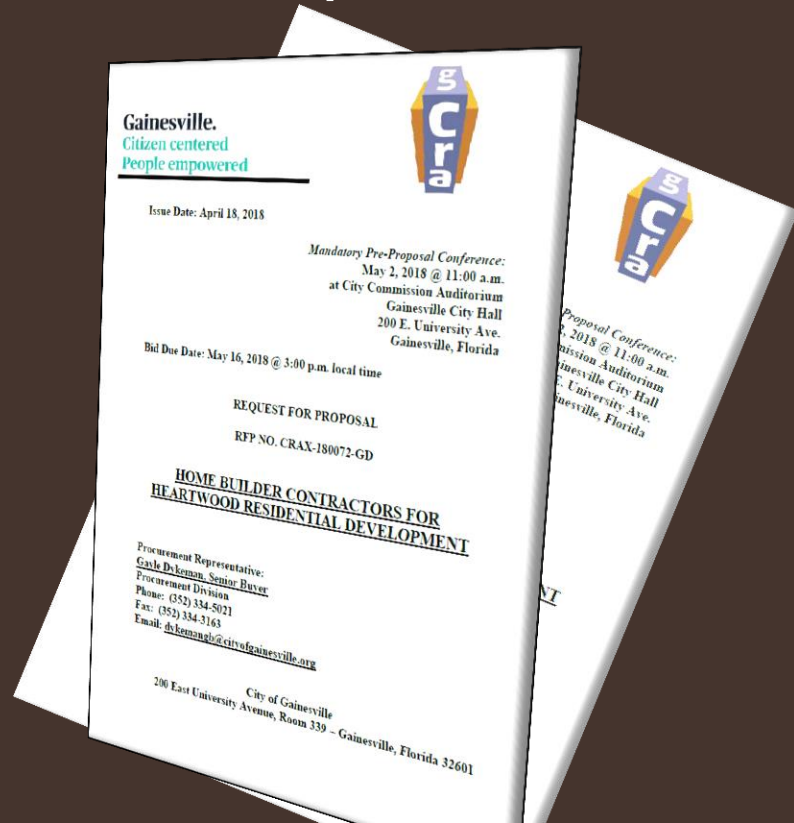 Gainesville.
Citizen centered
People empowered
g
C
r
a
Issue Date: April 18, 2018
Mandatory Pre-Proposal Conference:
May 2, 2018 @ 11:00 a.m.
at City Commission Auditorium
Gainesville City Hall
200 E. University Ave.
Gainesville, Florida
Bid Due Date: May 16, 2018 @ 3:00 p.m. local time
REQUEST FOR PROPOSAL
RFP NO. CRAX-180072-GD
HOME BUILDER CONTRACTORS FOR
HEARTWOOD RESIDENTIAL DEVELOPMENT
Procurement Representative:
Gayle Dykeman, Senior Buyer
Procurement Division
Phone: (352) 334-5021
Fax: (352) 334-3163
Email: dykemangb@cityofgainesville.org
City of Gainesville
200 East University Avenue, Room 339 – Gainesville, Florida 32601
g
C
r
a
Proposal Conference:
2018 @ 11:00 a.m.
Auditorium
City Hall
University Ave.
Florida
NT